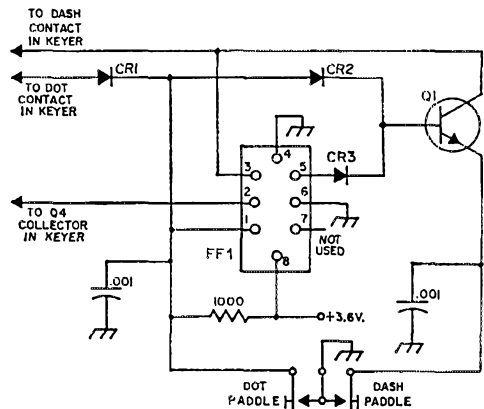 TO DASH
CONTACT
IN KEYER
CR1
CR2
TO DOT
CONTACT
IN KEYER
Q1
4
CR3
3
5
2
6
TO Q4
COLLECTOR
IN KEYER
1
7
NOT
USED
FF1
8
.001
1000
+3.6V.
.001
DOT
PADDLE
DASH
PADDLE